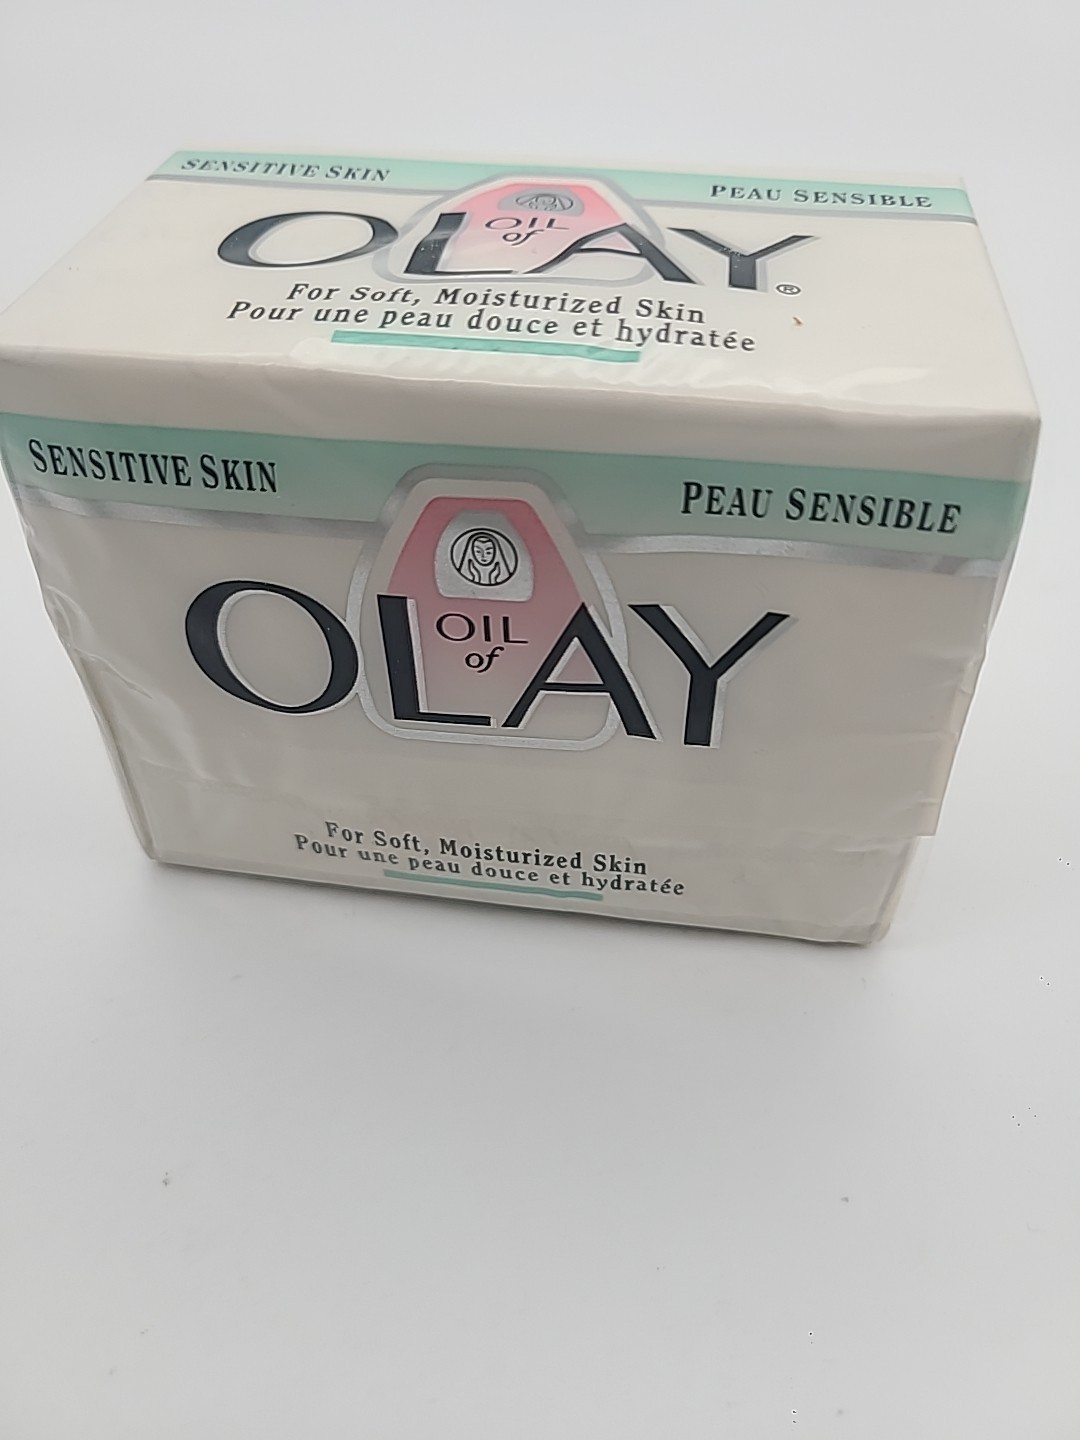 SENSITIVE SKIN PEAU SENSIBLE
OIL
of
OLAY®
For Soft, Moisturized Skin
Pour une peau douce et hydratée
SENSITIVE SKIN PEAU SENSIBLE
OIL
of
OLAY
For Soft, Moisturized Skin
Pour une peau douce et hydratée